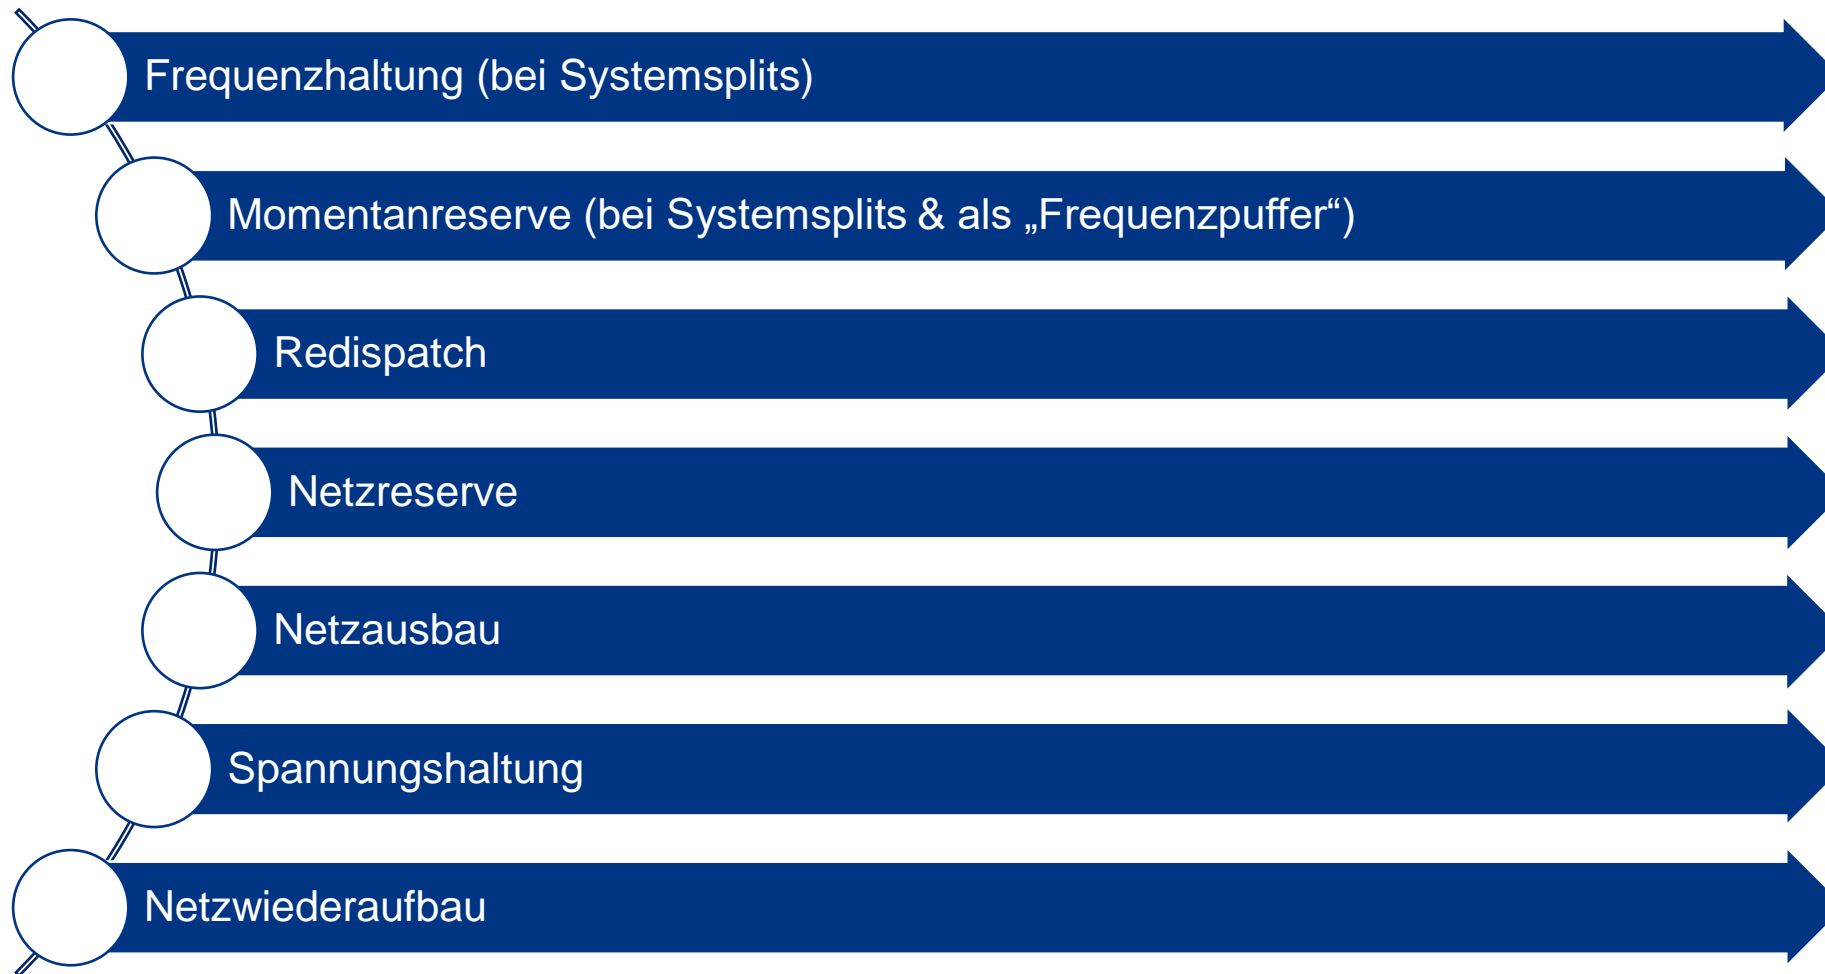 Frequenzhaltung (bei Systemsplits)
Momentanreserve (bei Systemsplits & als „Frequenzpuffer“)
Redispatch
Netzreserve
Netzausbau
Spannungshaltung
Netzwiederaufbau